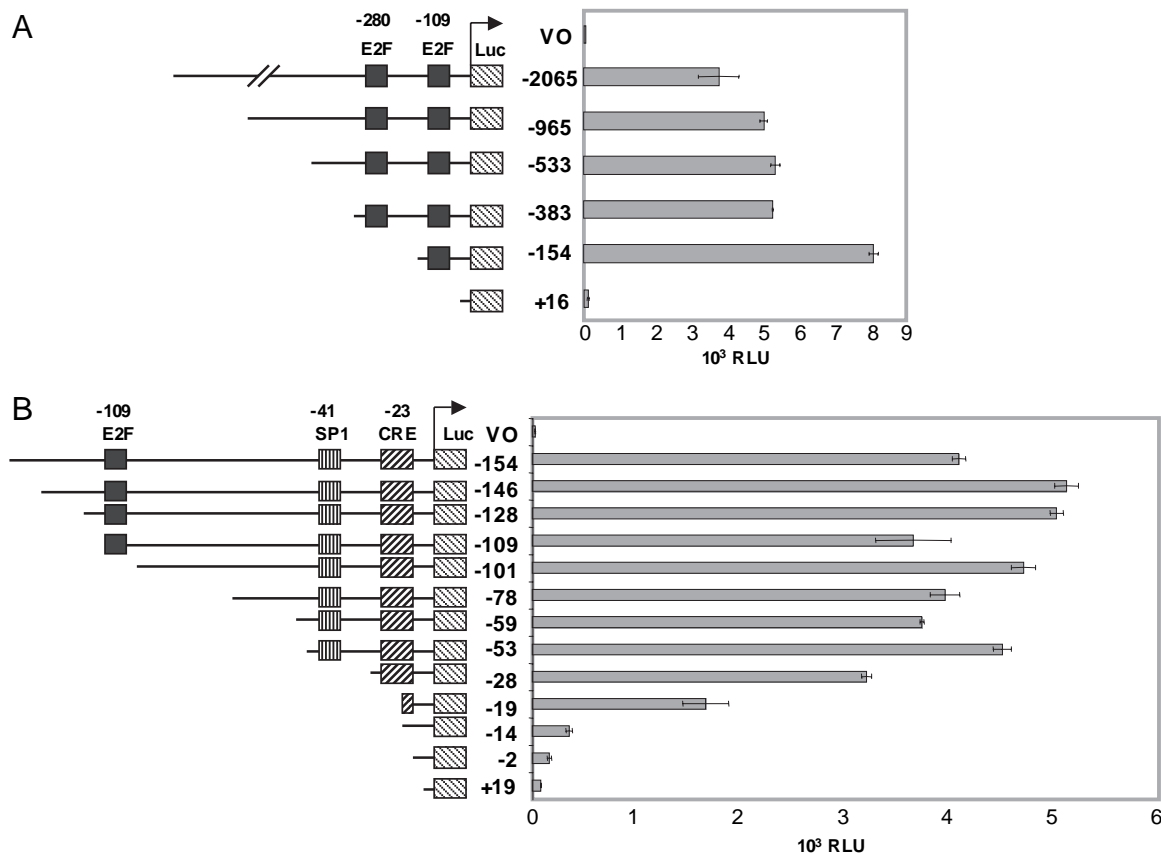 A
-280 -109
E2F E2F Luc
VO
-2065
-965
-533
-383
-154
+16
0 1 2 3 4 5 6 7 8 9
10³ RLU
B
-109 -41 -23
E2F SP1 CRE Luc
VO
-154
-146
-128
-109
-101
-78
-59
-53
-28
-19
-14
-2
+19
0 1 2 3 4 5 6
10³ RLU